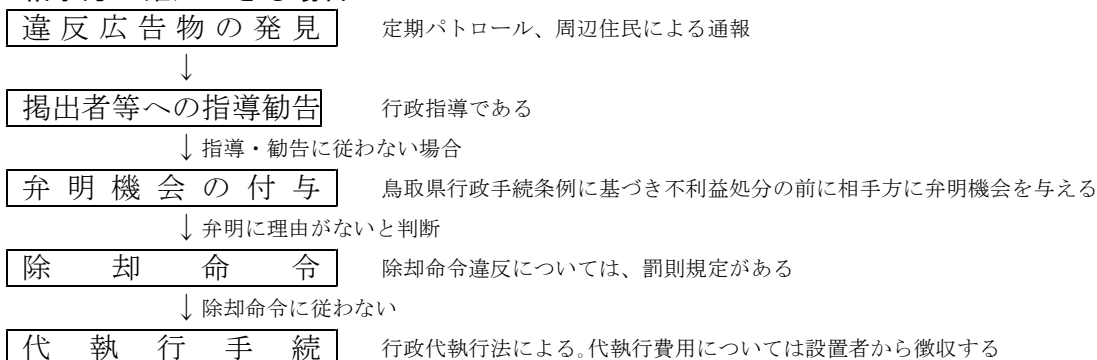 違反広告物の発見 定期パトロール、周辺住民による通報
↓
掲出者等への指導勧告 行政指導である
↓指導・勧告に従わない場合
弁明機会の付与 鳥取県行政手続条例に基づき不利益処分の前に相手方に弁明機会を与える
↓弁明に理由がないと判断
除却命令 除却命令違反については、罰則規定がある
↓除却命令に従わない
代執行手続 行政代執行法による。代執行費用については設置者から徴収する